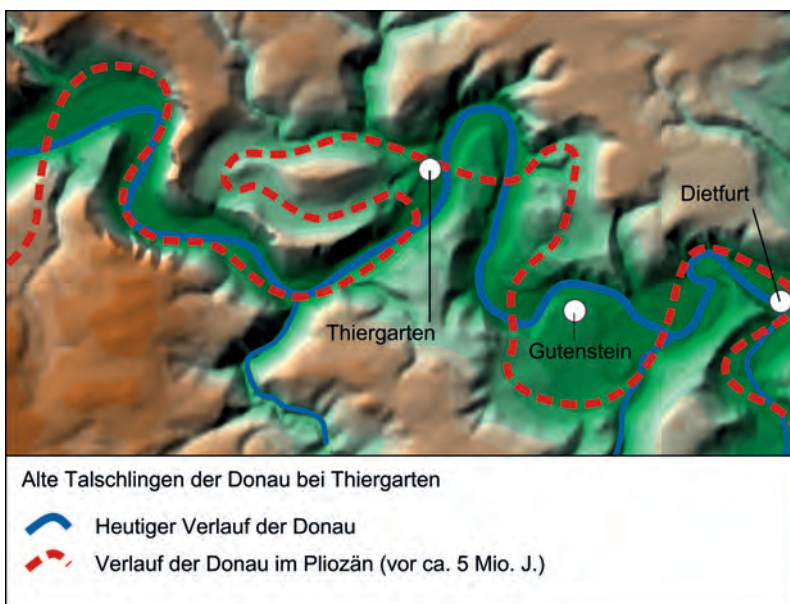 Dietfurt
Thiergarten
Gutenstein
Alte Talschlingen der Donau bei Thiergarten
Heutiger Verlauf der Donau
Verlauf der Donau im Pliozän (vor ca. 5 Mio. J.)